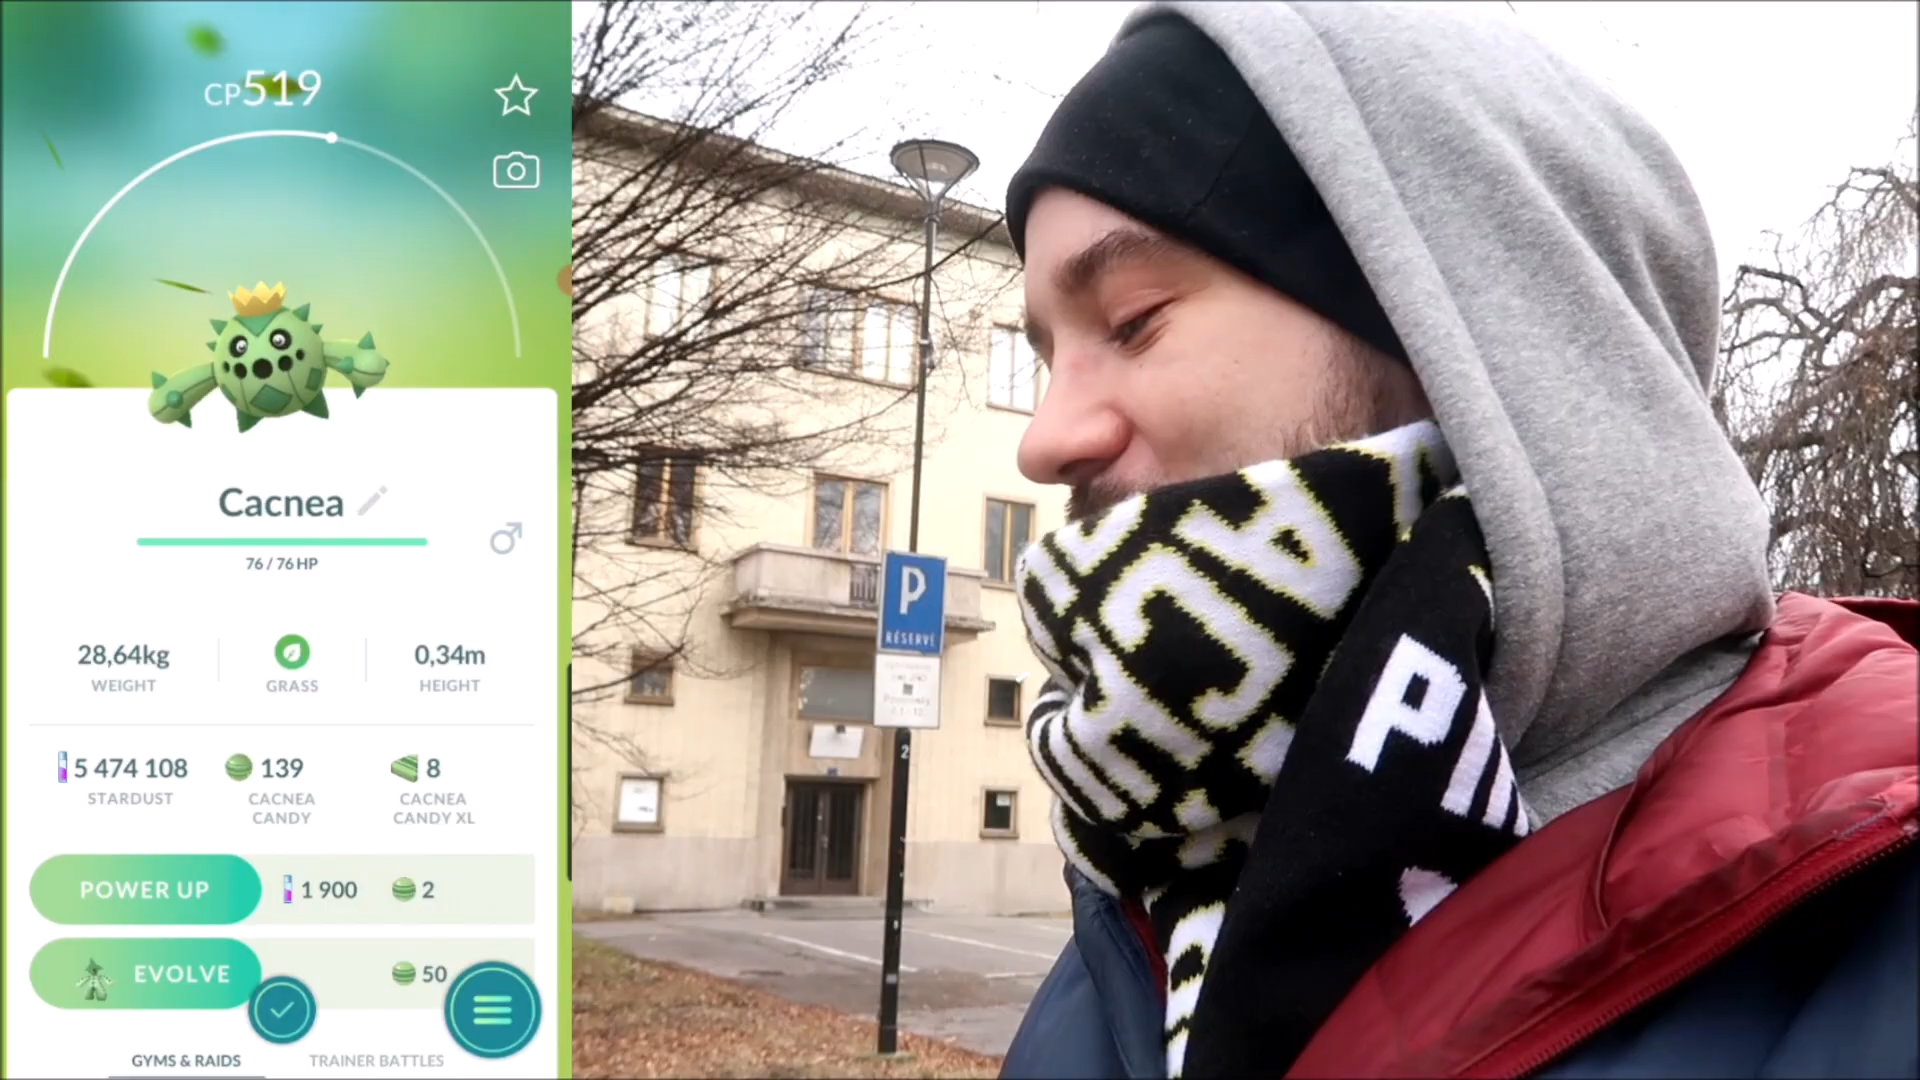 CP519
Cacnea
76 / 76 HP
28,64kg
WEIGHT
GRASS
0,34m
HEIGHT
5 474 108
STARDUST
139
CACNEA
CANDY
8
CACNEA
CANDY XL
POWER UP
1 900
2
EVOLVE
50
GYMS & RAIDS
TRAINER BATTLES
P
RÉSERVÉ
2